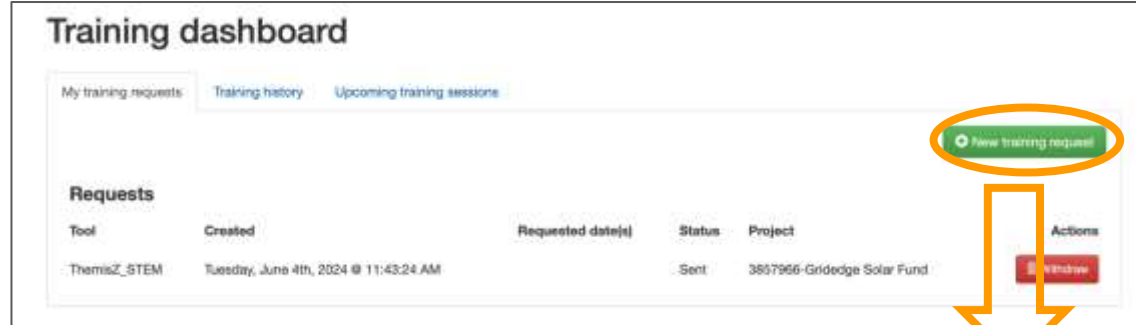 Training dashboard
My training requests Training history Upcoming training sessions
New training request
Requests
Tool Created Requested date(s) Status Project Actions
ThemisZ_STEM Tuesday, June 4th, 2024 @ 11:43:24 AM Sent 3857966-Gridedge Solar Fund Withdraw